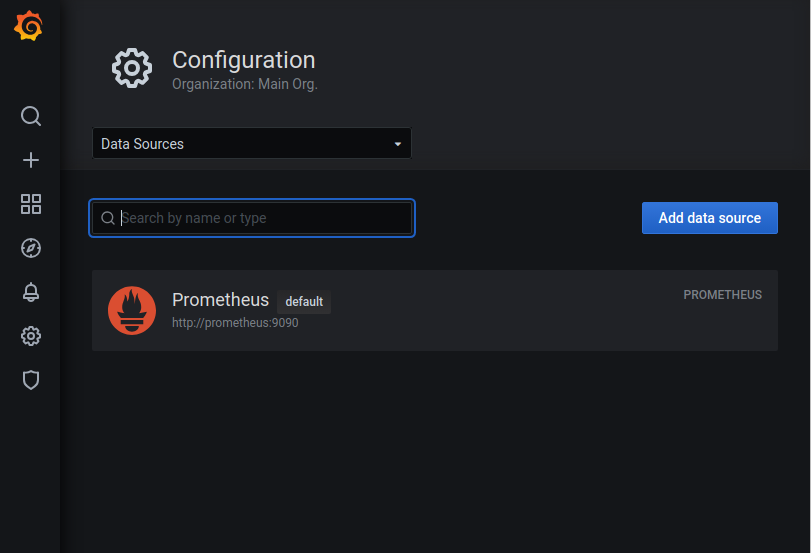 Configuration
Organization: Main Org.
Data Sources
Search by name or type
Add data source
Prometheus default
PROMETHEUS
http://prometheus:9090